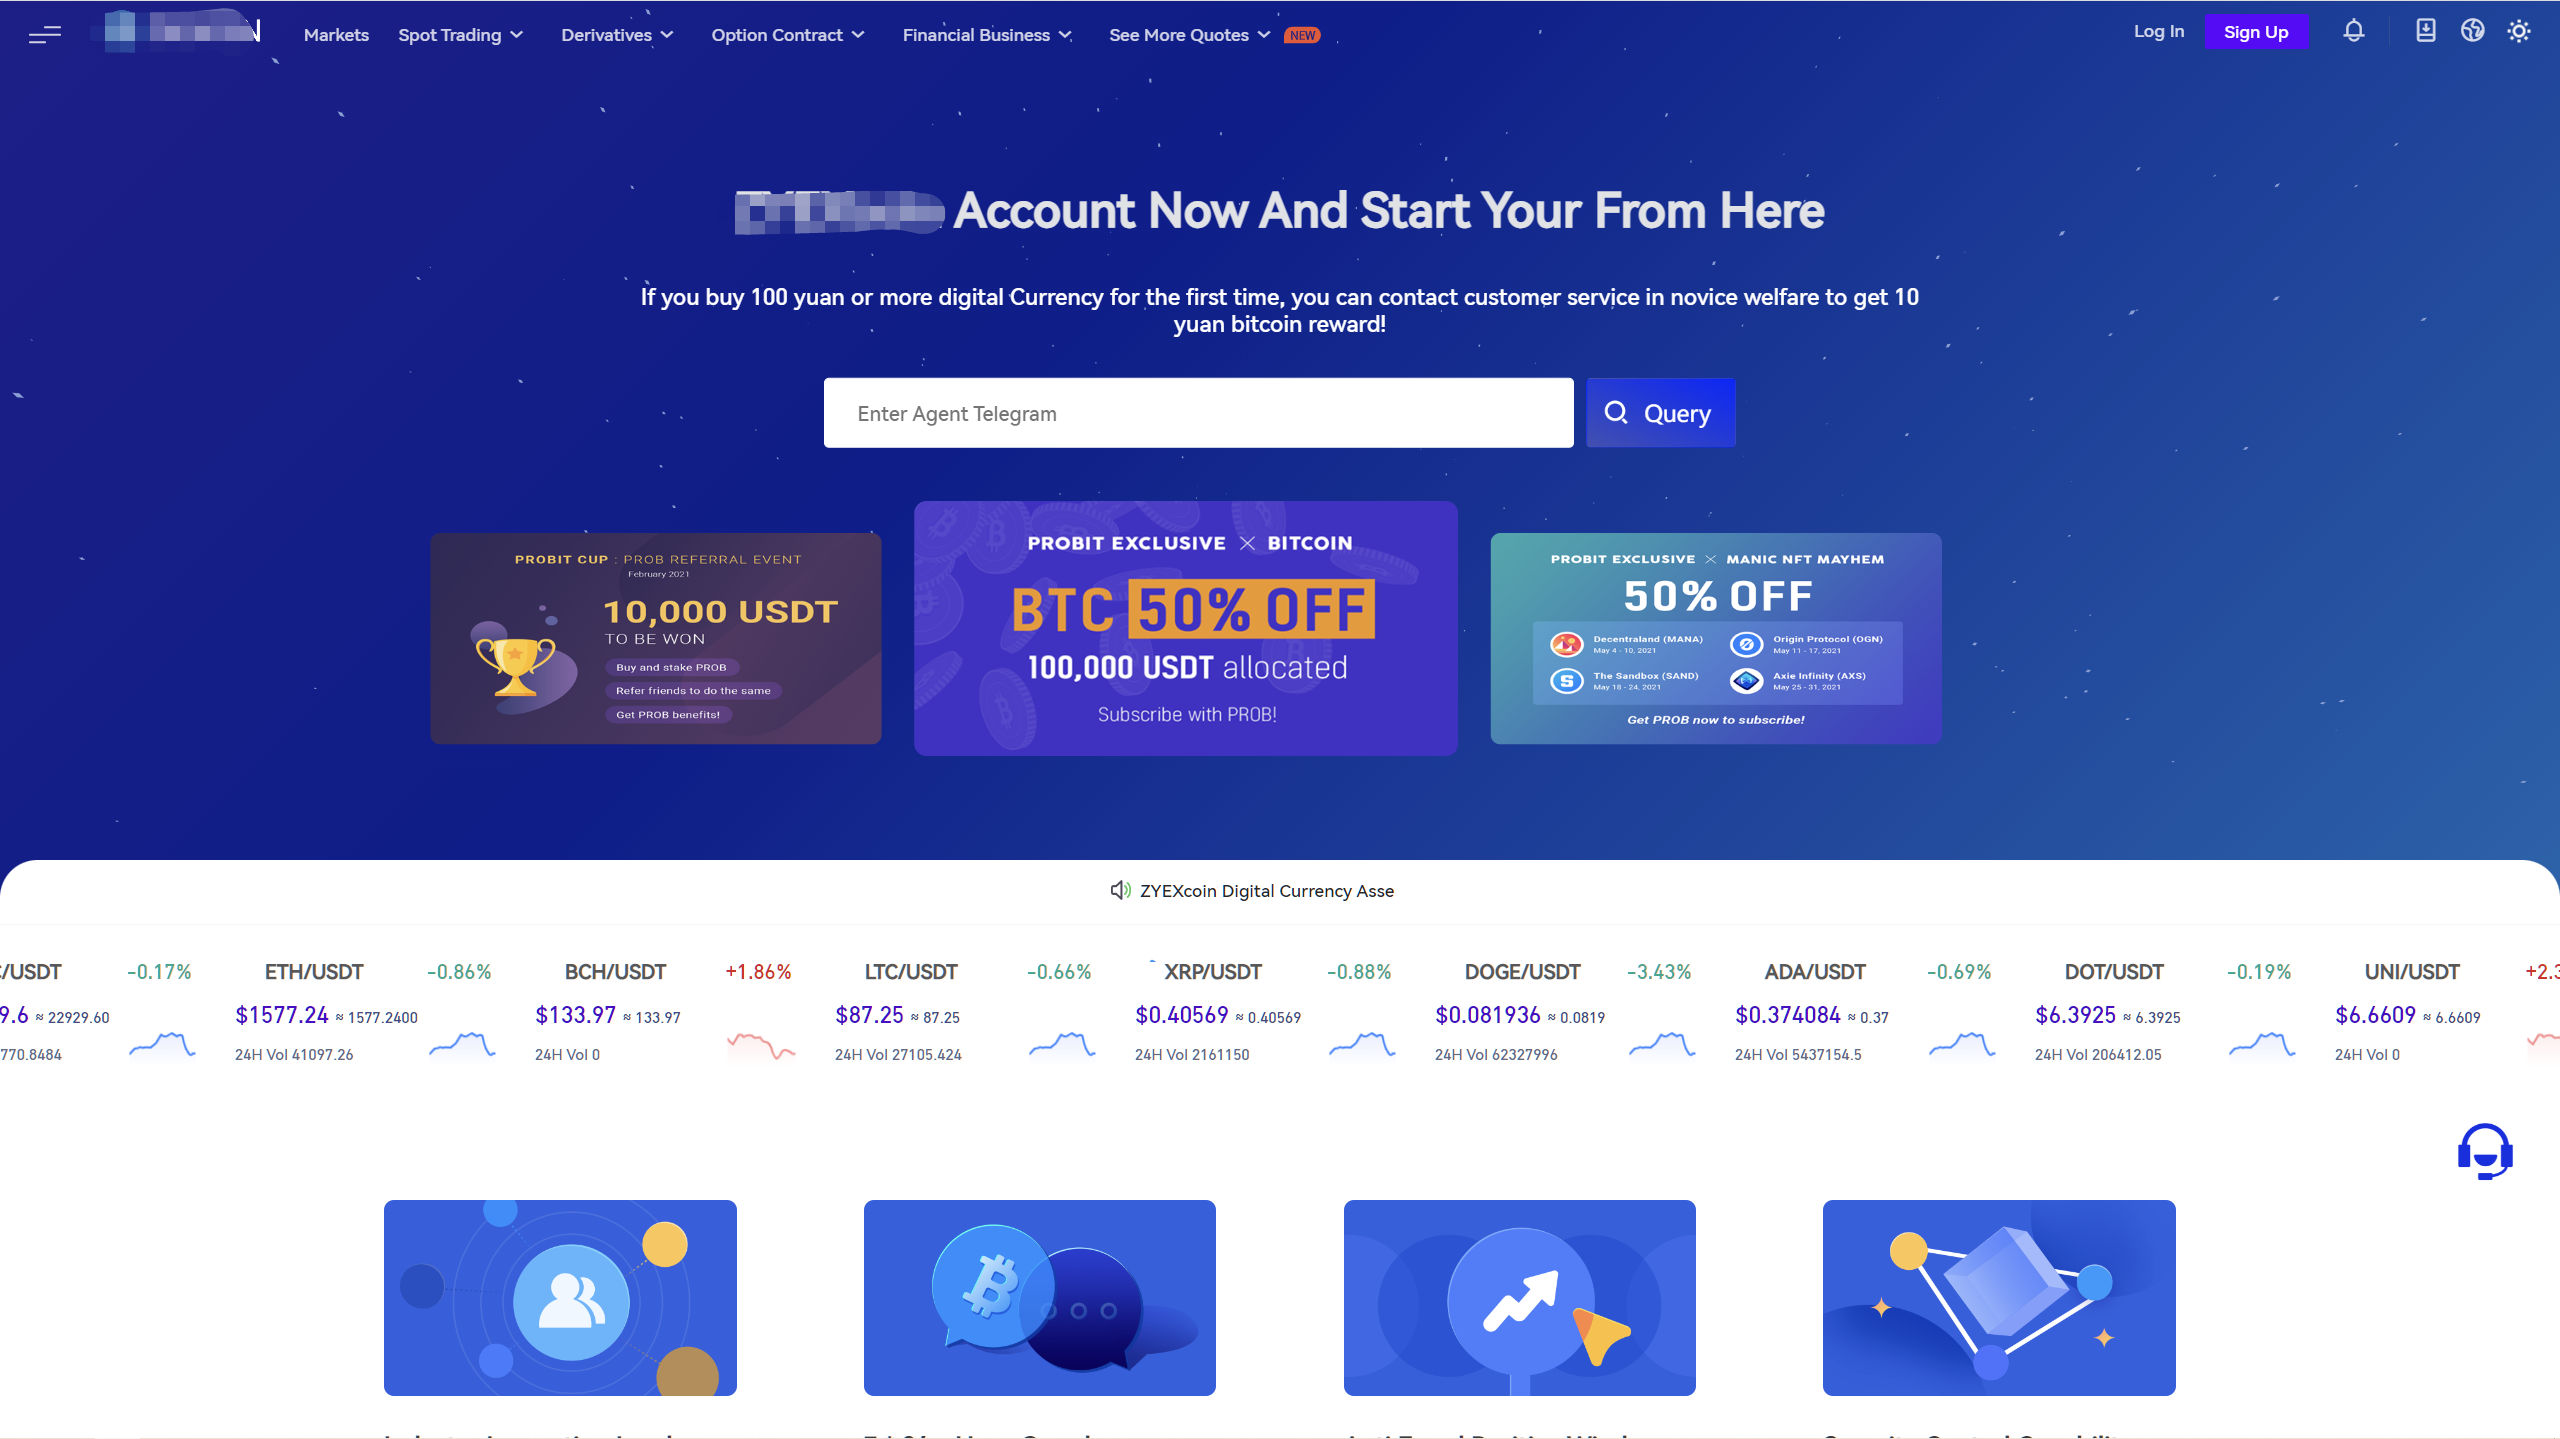 Markets
Spot Trading
Derivatives
Option Contract
Financial Business
See More Quotes
NEW
Log In
Sign Up
Account Now And Start Your From Here
If you buy 100 yuan or more digital Currency for the first time, you can contact customer service in novice welfare to get 10
yuan bitcoin reward!
Enter Agent Telegram
Query
PROBIT CUP : PROB REFERRAL EVENT
February 2021
10,000 USDT
TO BE WON
Buy and stake PROB
Refer friends to do the same
Get PROB benefits!
PROBIT EXCLUSIVE × BITCOIN
BTC 50% OFF
100,000 USDT allocated
Subscribe with PROB!
PROBIT EXCLUSIVE × MANIC NFT MAYHEM
50% OFF
Decentraland (MANA)
May 4 - 10, 2021
Origin Protocol (OGN)
May 11 - 17, 2021
The Sandbox (SAND)
May 18 - 24, 2021
Axie Infinity (AXS)
May 25 - 31, 2021
Get PROB now to subscribe!
ZYEXcoin Digital Currency Asse
/USDT -0.17%
9.6 ≈ 22929.60
770.8484
ETH/USDT -0.86%
$1577.24 ≈ 1577.2400
24H Vol 41097.26
BCH/USDT +1.86%
$133.97 ≈ 133.97
24H Vol 0
LTC/USDT -0.66%
$87.25 ≈ 87.25
24H Vol 27105.424
XRP/USDT -0.88%
$0.40569 ≈ 0.40569
24H Vol 2161150
DOGE/USDT -3.43%
$0.081936 ≈ 0.0819
24H Vol 62327996
ADA/USDT -0.69%
$0.374084 ≈ 0.37
24H Vol 5437154.5
DOT/USDT -0.19%
$6.3925 ≈ 6.3925
24H Vol 206412.05
UNI/USDT +2.3
$6.6609 ≈ 6.6609
24H Vol 0